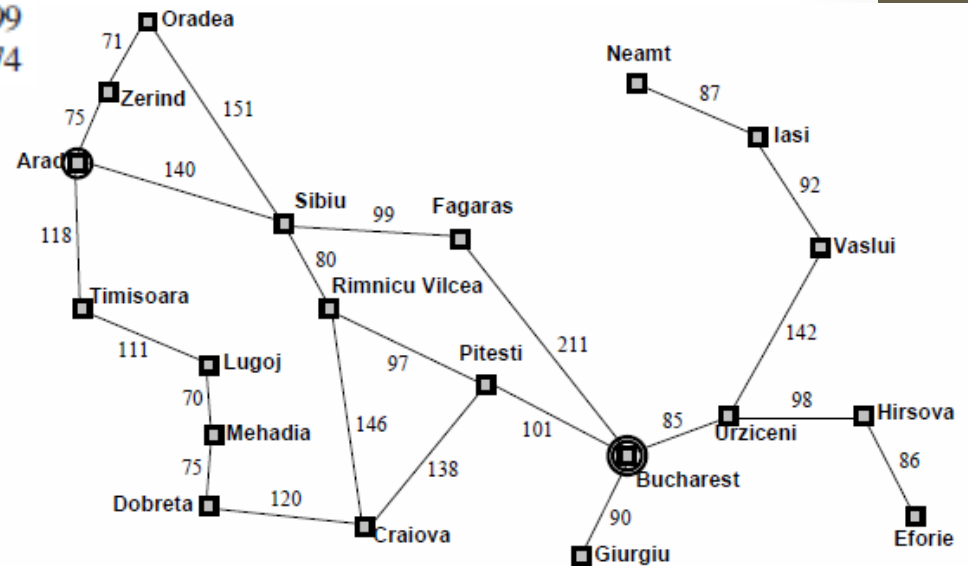 99
74
Oradea
71
Neamt
87
Zerind
151
75
Iasi
Arad
140
92
Sibiu
99
Fagaras
118
80
Vaslui
Rimnicu Vilcea
Timisoara
211
142
111
Lugoj
97
Pitesti
70
98
Hirsova
146
85
Urziceni
Mehadia
101
138
86
75
Bucharest
120
Dobreta
90
Craiova
Eforie
Giurgiu